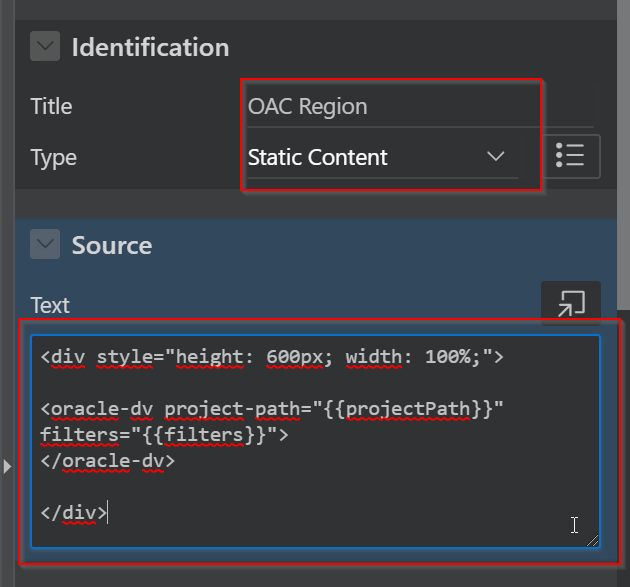 Identification
Title OAC Region
Type Static Content
Source
Text
<div style="height: 600px; width: 100%;">
<oracle-dv project-path="{{projectPath}}"
filters="{{filters}}">
</oracle-dv>
</div>